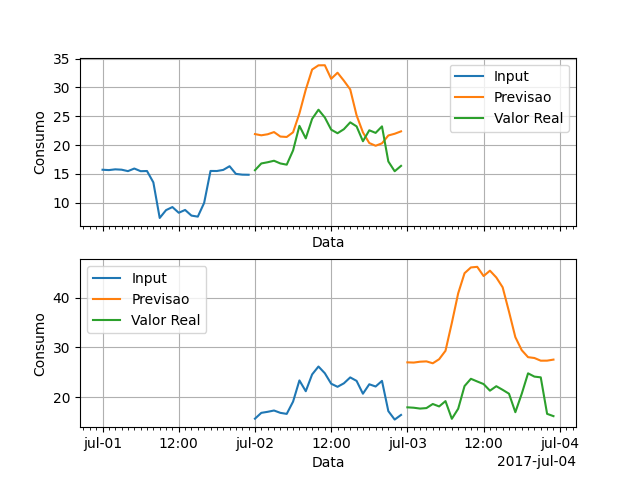 35
30
25
20
15
10
Consumo
Input
Previsao
Valor Real
Data
40
30
20
Consumo
Input
Previsao
Valor Real
jul-01
12:00
jul-02
12:00
jul-03
12:00
jul-04
2017-jul-04
Data